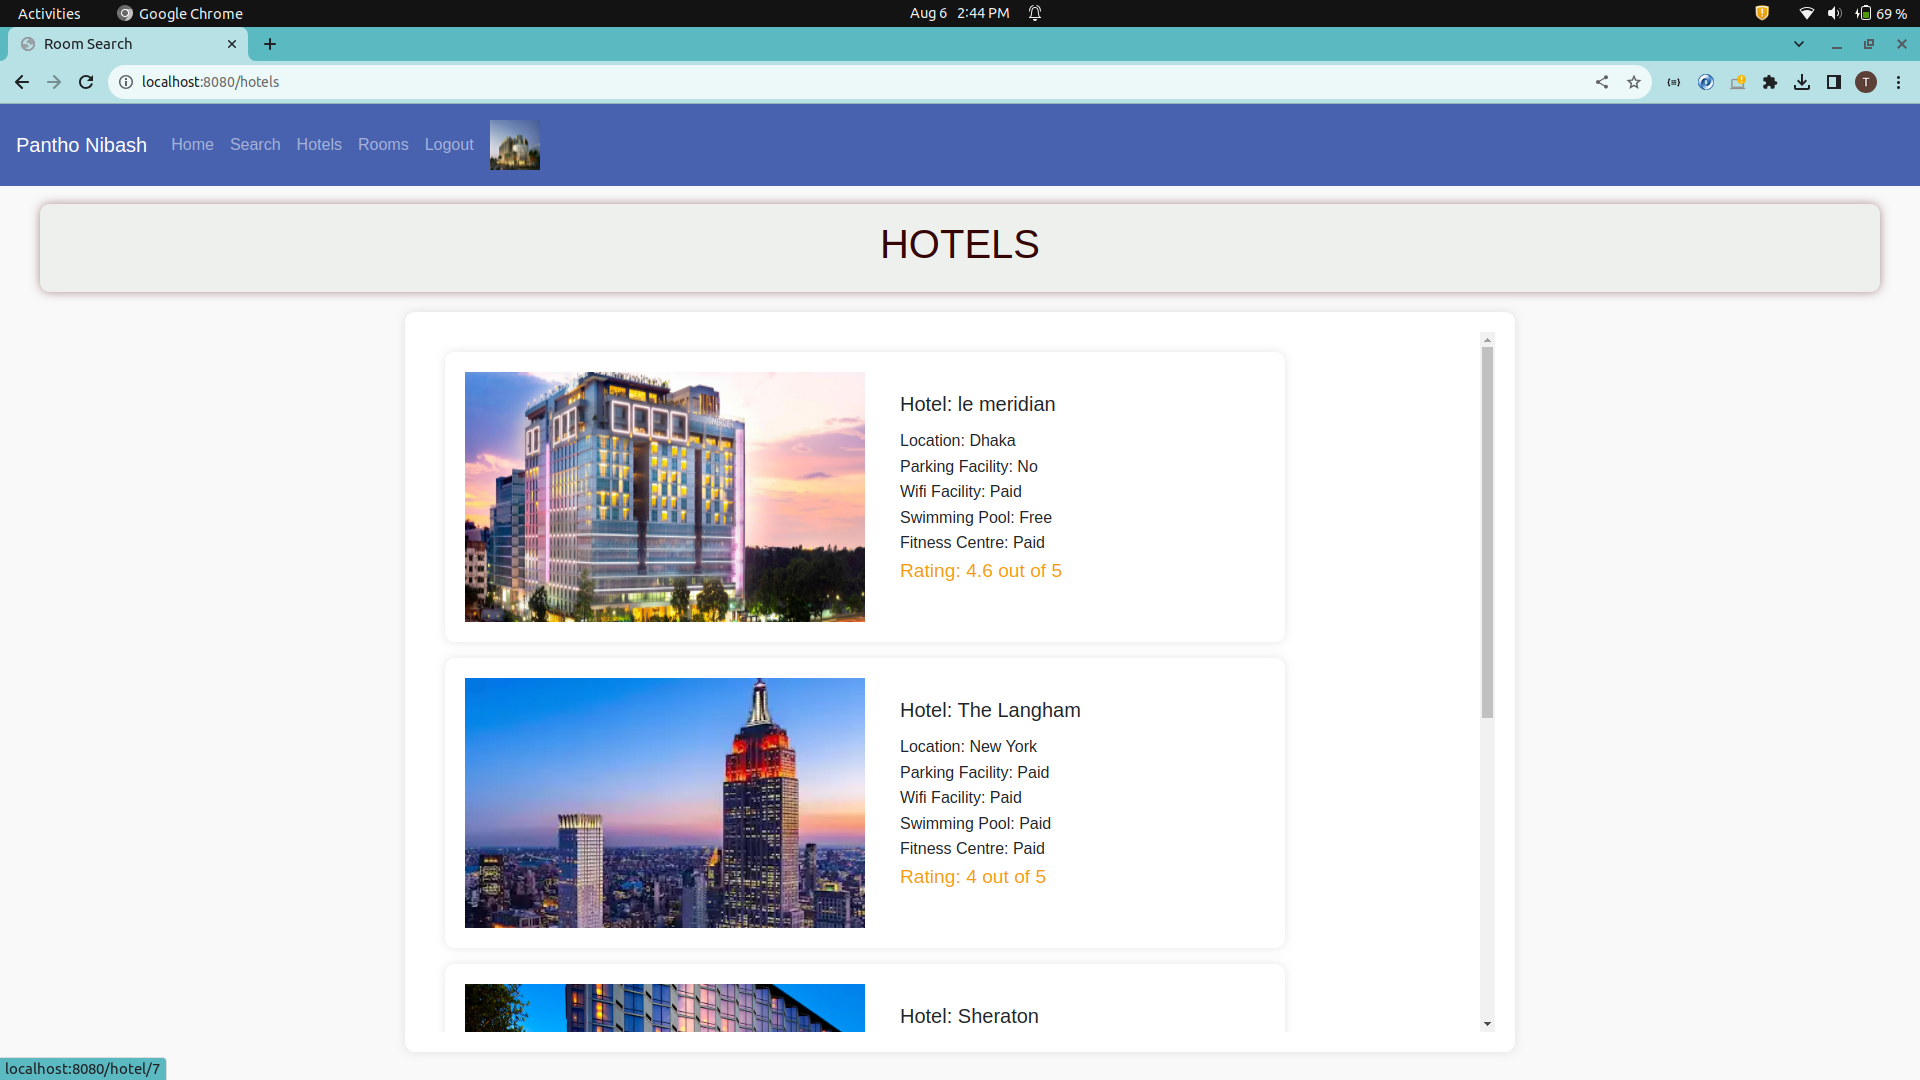 Activities
Google Chrome
Aug 6 2:44 PM
69 %
Room Search
localhost:8080/hotels
T
Pantho Nibash
Home
Search
Hotels
Rooms
Logout
HOTELS
Hotel: le meridian
Location: Dhaka
Parking Facility: No
Wifi Facility: Paid
Swimming Pool: Free
Fitness Centre: Paid
Rating: 4.6 out of 5
Hotel: The Langham
Location: New York
Parking Facility: Paid
Wifi Facility: Paid
Swimming Pool: Paid
Fitness Centre: Paid
Rating: 4 out of 5
Hotel: Sheraton
localhost:8080/hotel/7